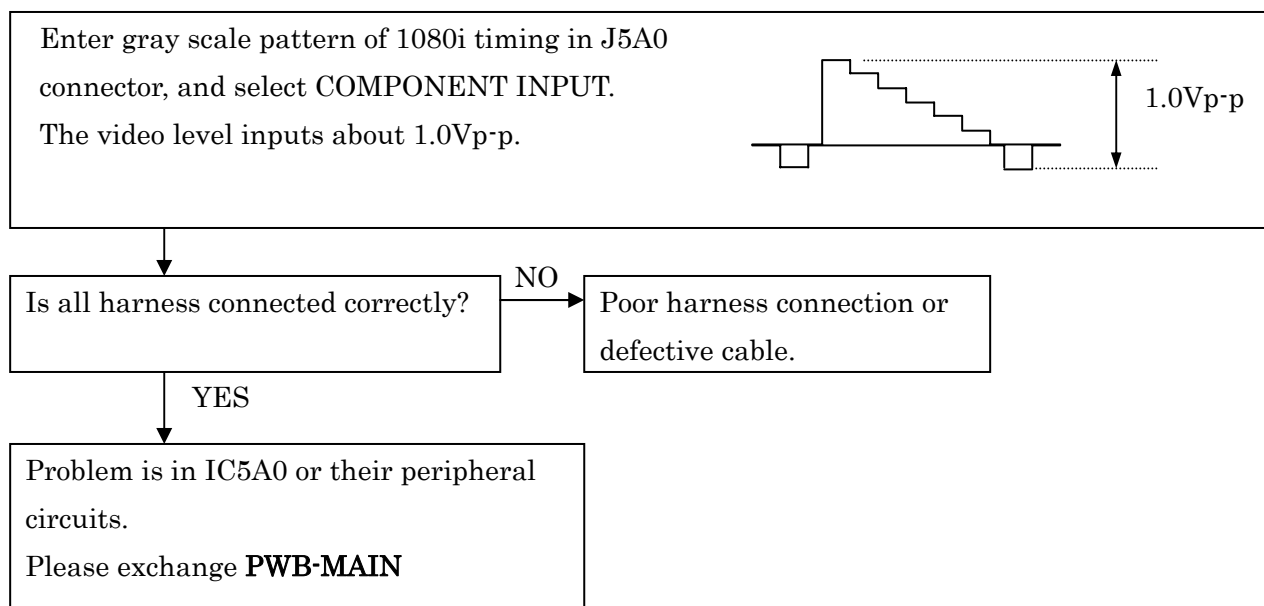 Enter gray scale pattern of 1080i timing in J5A0
connector, and select COMPONENT INPUT.
The video level inputs about 1.0Vp-p.
1.0Vp-p
Is all harness connected correctly?
NO
Poor harness connection or
defective cable.
YES
Problem is in IC5A0 or their peripheral
circuits.
Please exchange PWB-MAIN